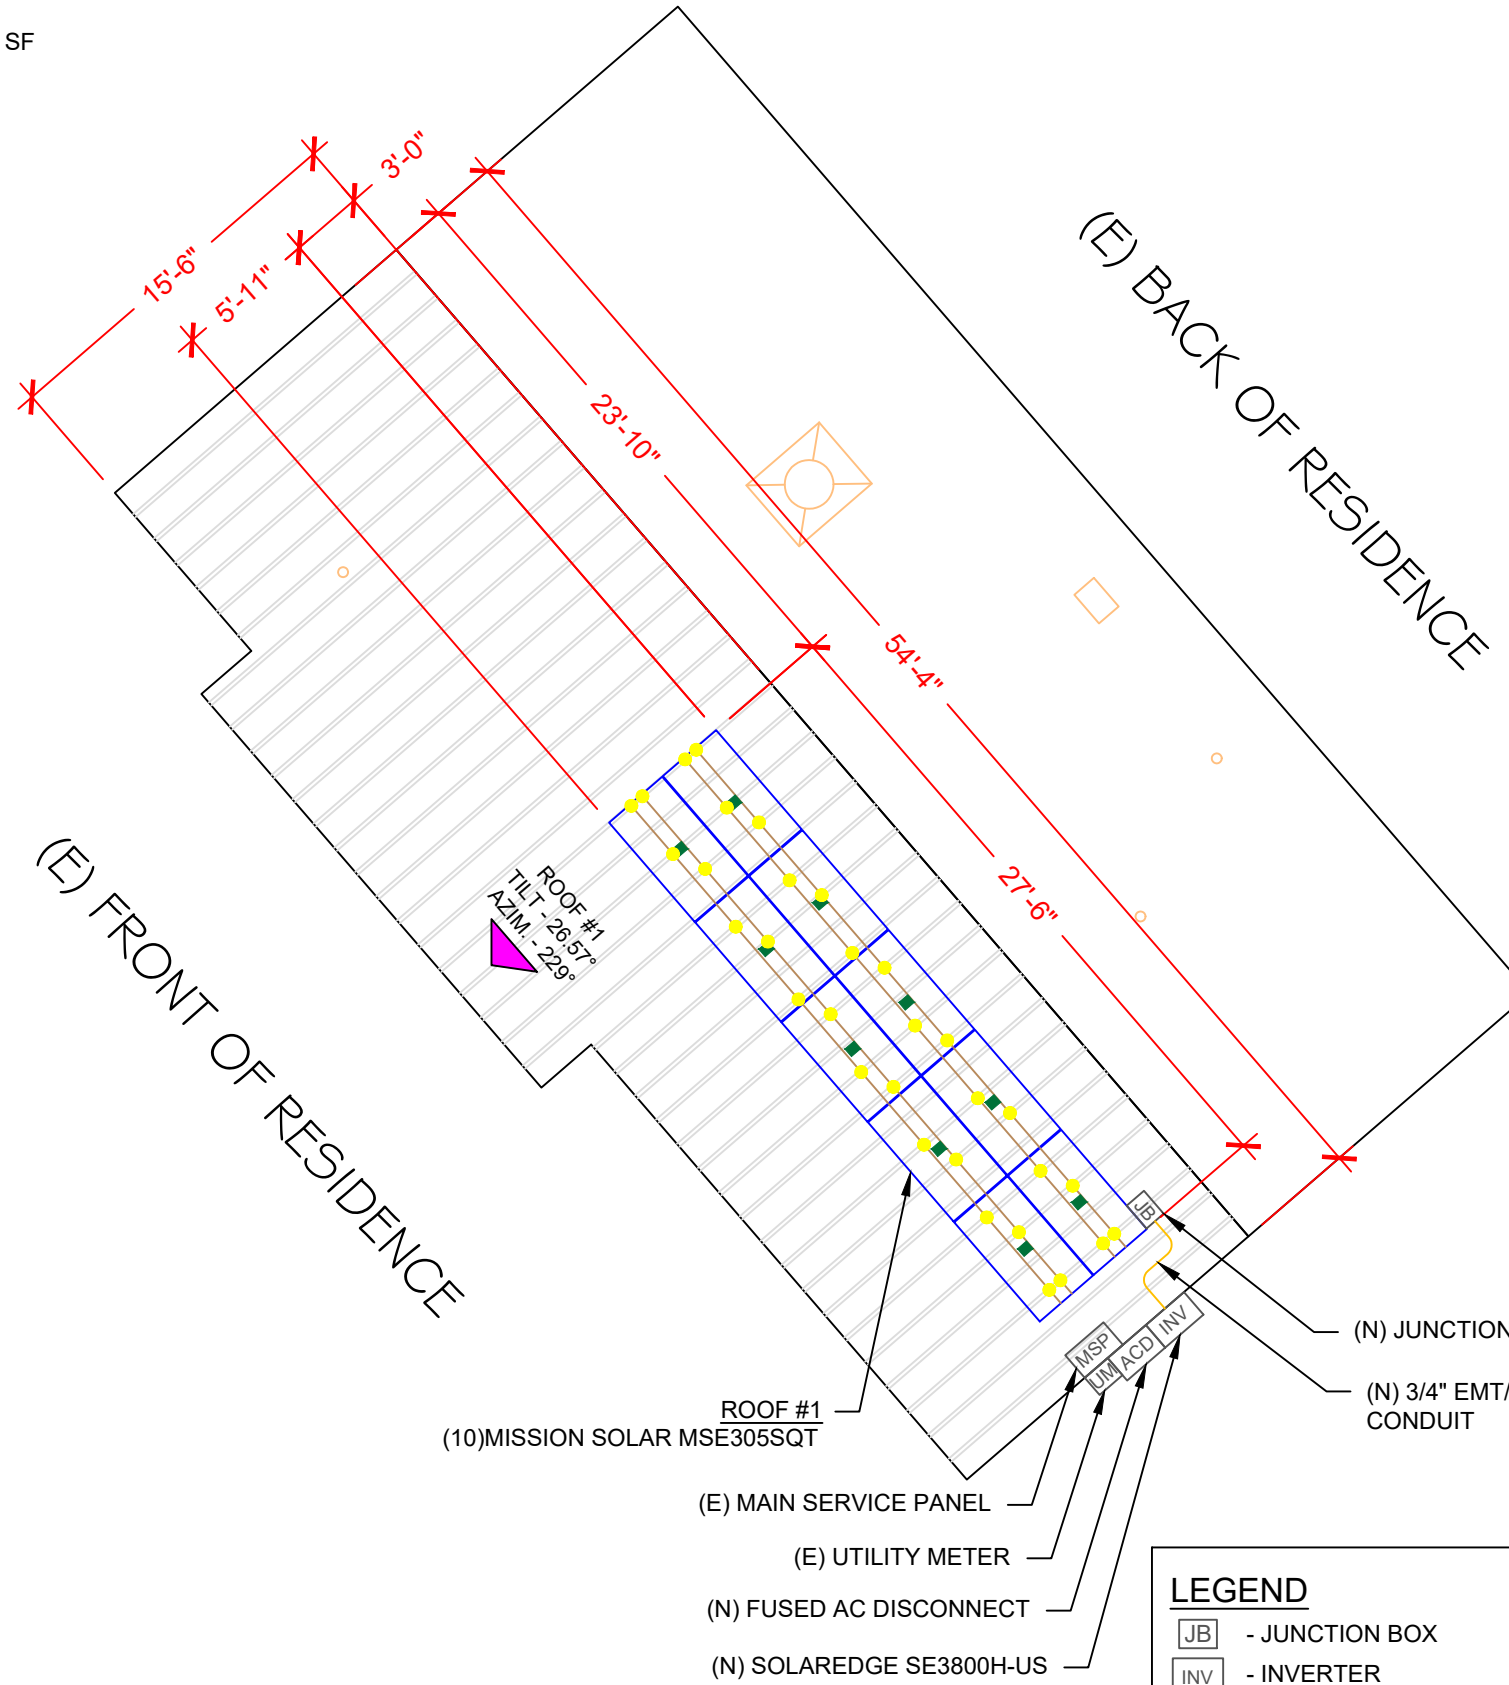 SF
3'-0"
15'-6"
5'-11"
23'-10"
54'-4"
27'-6"
(E) BACK OF RESIDENCE
(E) FRONT OF RESIDENCE
ROOF #1
TILT - 26.57°
AZIM. - 229°
JB
INV
ACD
UM
MSP
(N) JUNCTION
(N) 3/4" EMT/
CONDUIT
ROOF #1
(10)MISSION SOLAR MSE305SQT
(E) MAIN SERVICE PANEL
(E) UTILITY METER
(N) FUSED AC DISCONNECT
(N) SOLAREDGE SE3800H-US
LEGEND
JB - JUNCTION BOX
INV - INVERTER